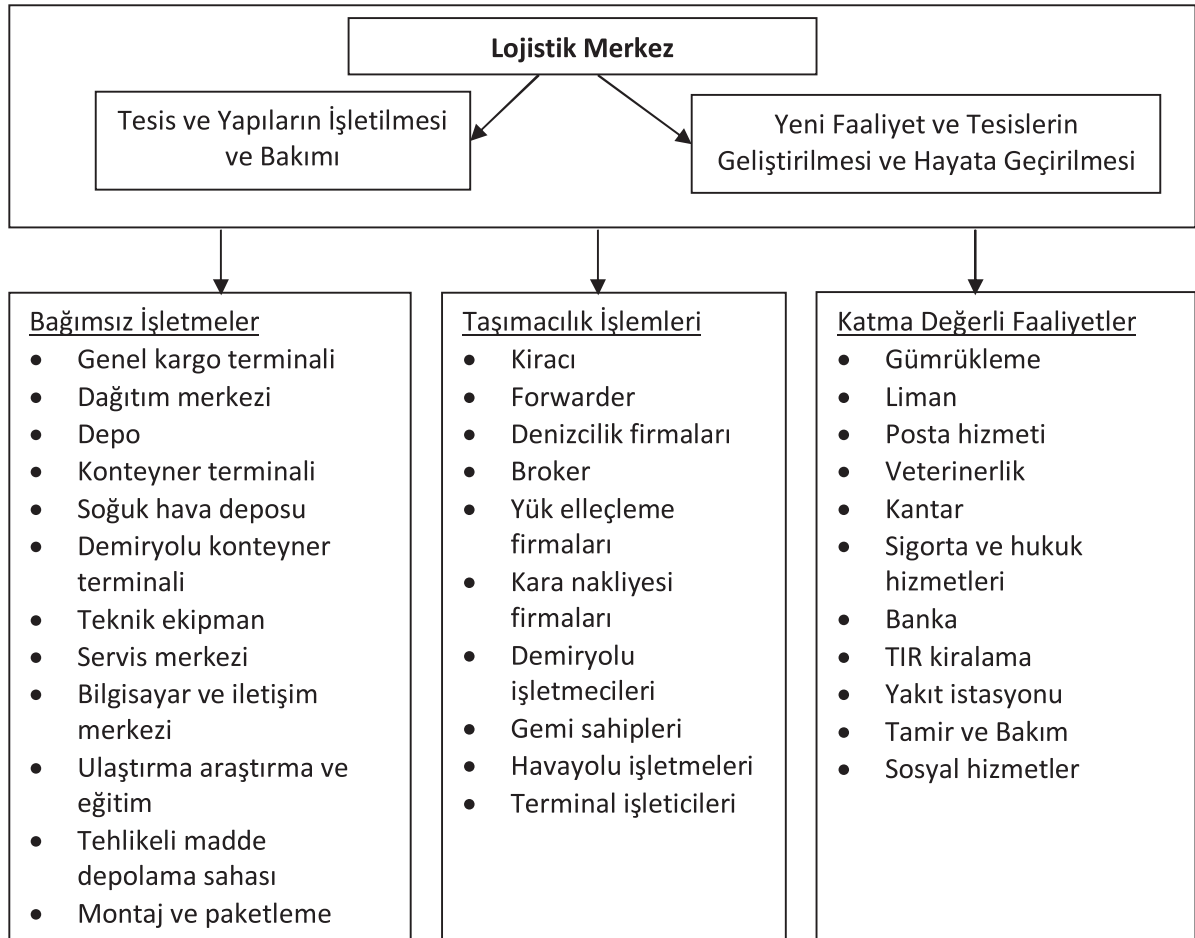 Lojistik Merkez
Tesis ve Yapıların İşletilmesi
ve Bakımı
Yeni Faaliyet ve Tesislerin
Geliştirilmesi ve Hayata Geçirilmesi
Bağımsız İşletmeler
• Genel kargo terminali
• Dağıtım merkezi
• Depo
• Konteyner terminali
• Soğuk hava deposu
• Demiryolu konteyner
terminali
• Teknik ekipman
• Servis merkezi
• Bilgisayar ve iletişim
merkezi
• Ulaştırma araştırma ve
eğitim
• Tehlikeli madde
depolama sahası
• Montaj ve paketleme
Taşımacılık İşlemleri
• Kiracı
• Forwarder
• Denizcilik firmaları
• Broker
• Yük elleçleme
firmaları
• Kara nakliyesi
firmaları
• Demiryolu
işletmecileri
• Gemi sahipleri
• Havayolu işletmeleri
• Terminal işleticileri
Katma Değerli Faaliyetler
• Gümrükleme
• Liman
• Posta hizmeti
• Veterinerlik
• Kantar
• Sigorta ve hukuk
hizmetleri
• Banka
• TIR kiralama
• Yakıt istasyonu
• Tamir ve Bakım
• Sosyal hizmetler